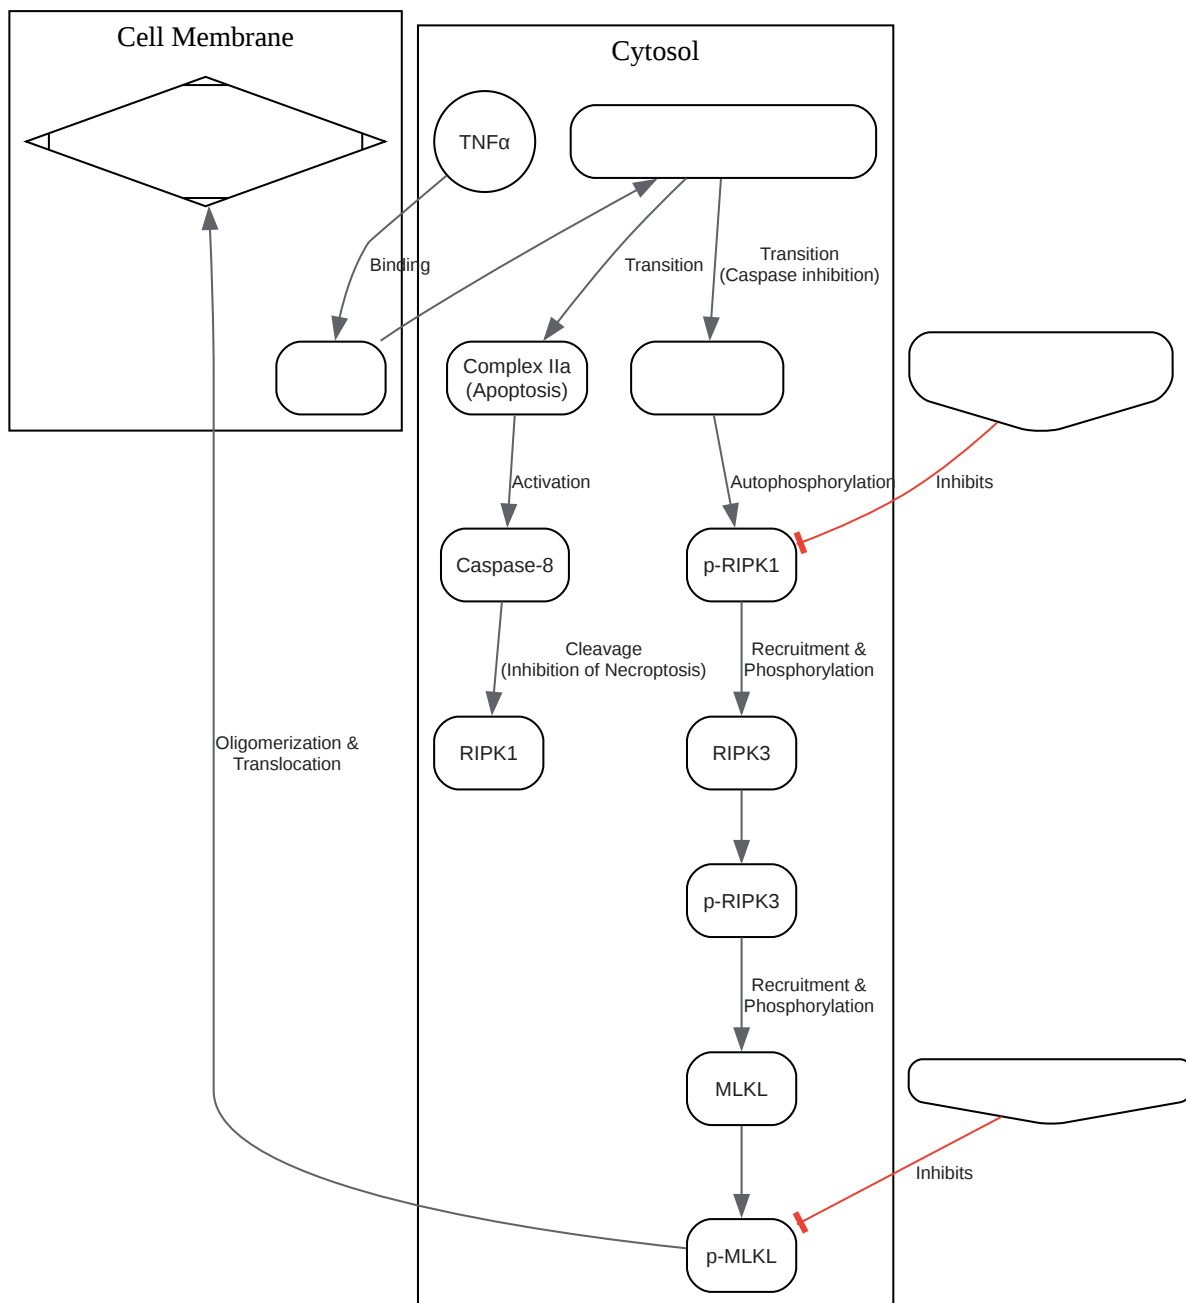 Cell Membrane
Cytosol
TNFα
Binding
Transition
Transition
(Caspase inhibition)
Complex IIa
(Apoptosis)
Activation
Autophosphorylation
Inhibits
Caspase-8
p-RIPK1
Cleavage
(Inhibition of Necroptosis)
Recruitment &
Phosphorylation
Oligomerization &
Translocation
RIPK1
RIPK3
p-RIPK3
Recruitment &
Phosphorylation
MLKL
Inhibits
p-MLKL